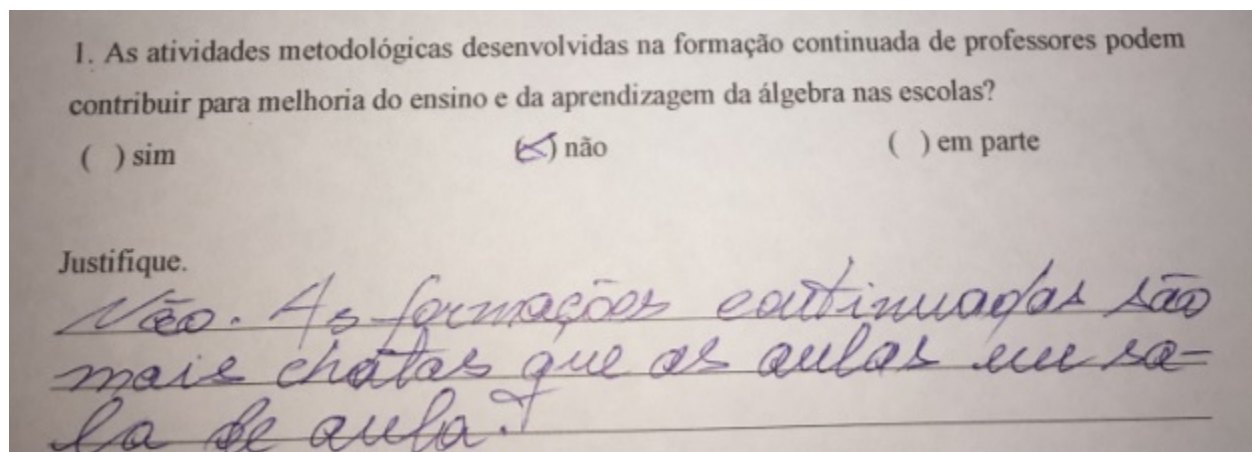 1. As atividades metodológicas desenvolvidas na formação continuada de professores podem
contribuir para melhoria do ensino e da aprendizagem da álgebra nas escolas?
( ) sim (X) não ( ) em parte
Justifique.
Não. As formações continuadas são
mais chatas que as aulas em sa-
la de aula!